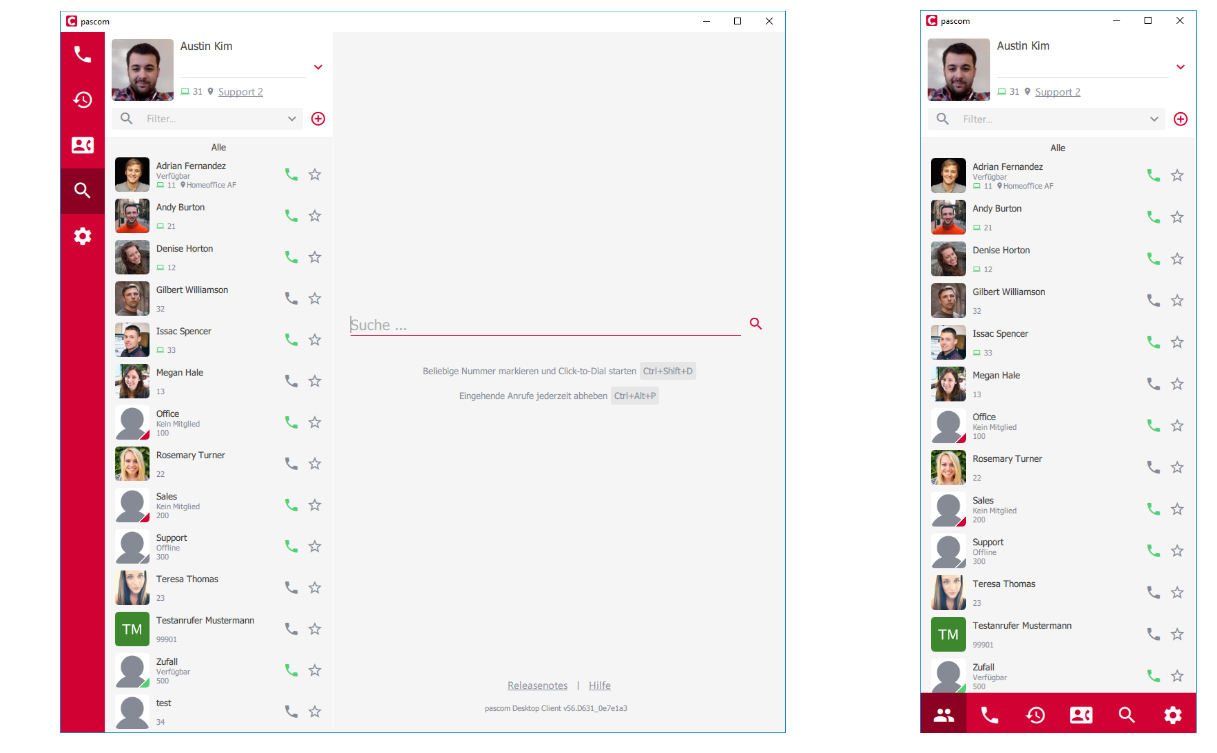 pascom
Austin Kim
31 Support 2
Filter...
Alle
Adrian Fernandez
Verfügbar
11 Homeoffice AF
Andy Burton
21
Denise Horton
12
Gilbert Williamson
32
Issac Spencer
33
Megan Hale
13
Office
Kein Mitglied
100
Rosemary Turner
22
Sales
Kein Mitglied
200
Support
Offline
300
Teresa Thomas
23
TM
Testanrufer Mustermann
99901
Zufall
Verfügbar
500
test
34
Suche ...
Beliebige Nummer markieren und Click-to-Dial starten Ctrl+Shift+D
Eingehende Anrufe jederzeit abheben Ctrl+Alt+P
Releasenotes | Hilfe
pascom Desktop Client v56.D631_0e7e1a3
pascom
Austin Kim
31 Support 2
Filter...
Alle
Adrian Fernandez
Verfügbar
11 Homeoffice AF
Andy Burton
21
Denise Horton
12
Gilbert Williamson
32
Issac Spencer
33
Megan Hale
13
Office
Kein Mitglied
100
Rosemary Turner
22
Sales
Kein Mitglied
200
Support
Offline
300
Teresa Thomas
23
TM
Testanrufer Mustermann
99901
Zufall
Verfügbar
500